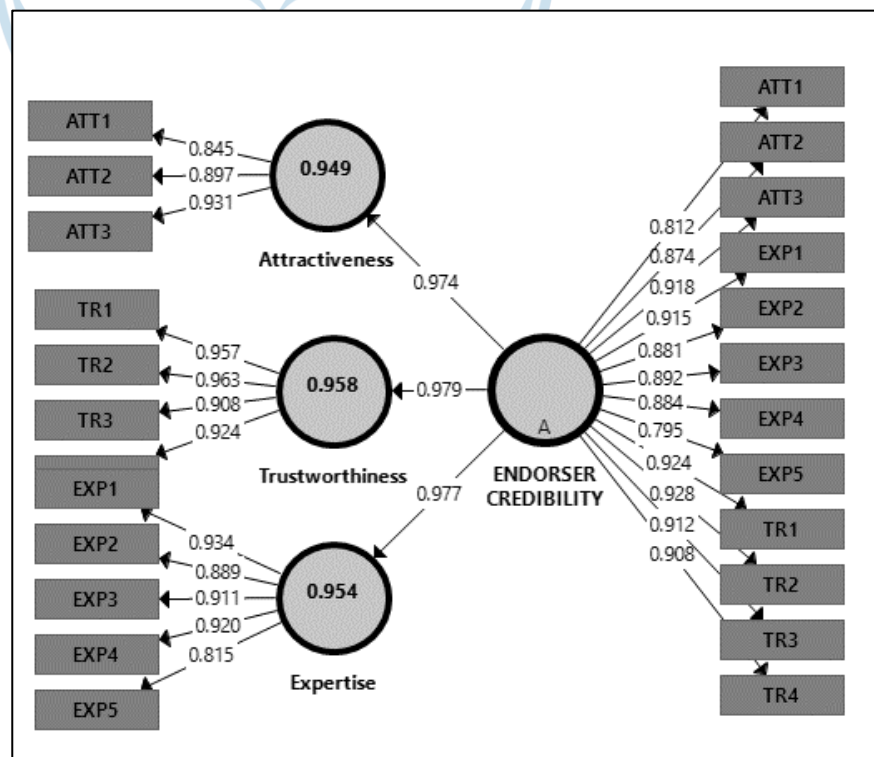 ATT1
ATT2
ATT3
0.845
0.897
0.931
0.949
Attractiveness
TR1
TR2
TR3
0.957
0.963
0.908
0.924
0.958
Trustworthiness
EXP1
EXP2
EXP3
EXP4
EXP5
0.934
0.889
0.911
0.920
0.815
0.954
Expertise
0.974
0.979
0.977
A
ENDORSER
CREDIBILITY
0.812
0.874
0.918
0.915
0.881
0.892
0.884
0.795
0.924
0.928
0.912
0.908
ATT1
ATT2
ATT3
EXP1
EXP2
EXP3
EXP4
EXP5
TR1
TR2
TR3
TR4